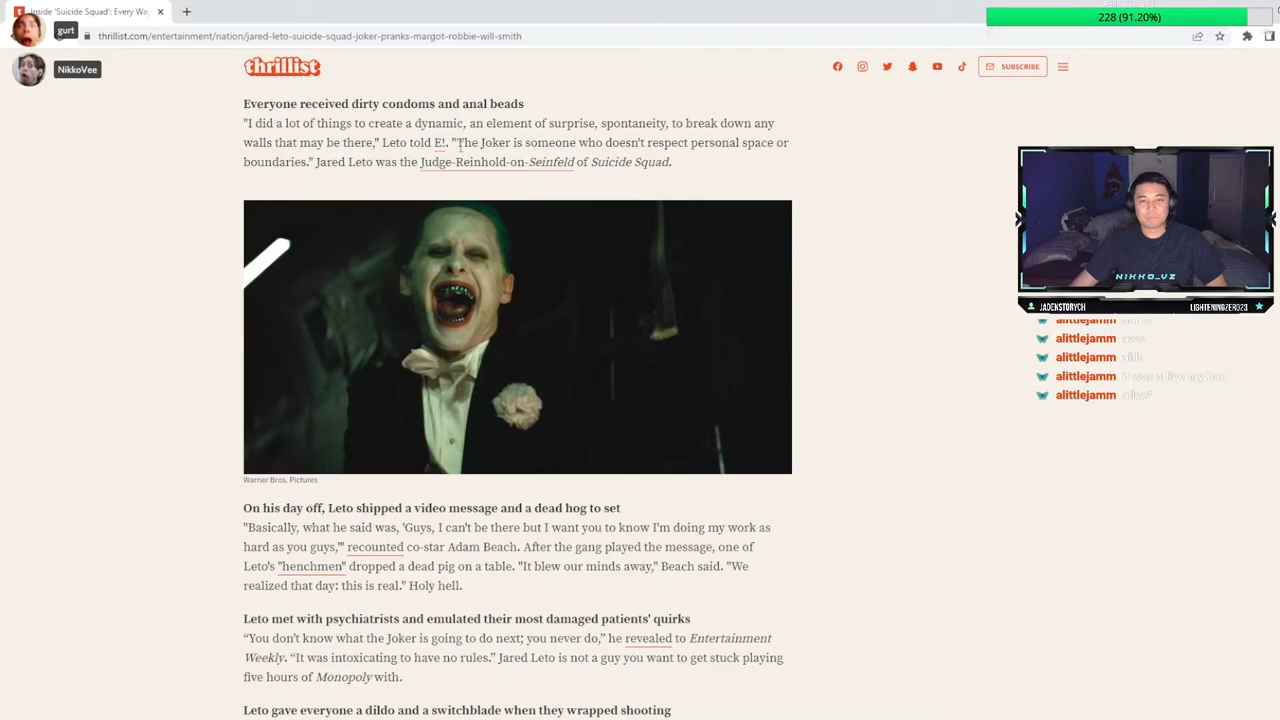 Inside 'Suicide Squad': Every Wa
228 (91.20%)
gurt
thrillist.com/entertainment/nation/jared-leto-suicide-squad-joker-pranks-margot-robbie-will-smith
NikkoVee
thrillist
SUBSCRIBE
Everyone received dirty condoms and anal beads
"I did a lot of things to create a dynamic, an element of surprise, spontaneity, to break down any
walls that may be there," Leto told E!. "The Joker is someone who doesn't respect personal space or
boundaries." Jared Leto was the Judge-Reinhold-on-Seinfeld of Suicide Squad.
Warner Bros. Pictures
NIKKO_VZ
JADENSTORYCH
LIGHTENINGZERO23
alittlejamm
alittlejamm aww
alittlejamm ahh
alittlejamm it was a live my bad
alittlejamm alive*
On his day off, Leto shipped a video message and a dead hog to set
"Basically, what he said was, 'Guys, I can't be there but I want you to know I'm doing my work as
hard as you guys,'" recounted co-star Adam Beach. After the gang played the message, one of
Leto's "henchmen" dropped a dead pig on a table. "It blew our minds away," Beach said. "We
realized that day: this is real." Holy hell.
Leto met with psychiatrists and emulated their most damaged patients' quirks
“You don’t know what the Joker is going to do next; you never do,” he revealed to Entertainment
Weekly. “It was intoxicating to have no rules.” Jared Leto is not a guy you want to get stuck playing
five hours of Monopoly with.
Leto gave everyone a dildo and a switchblade when they wrapped shooting